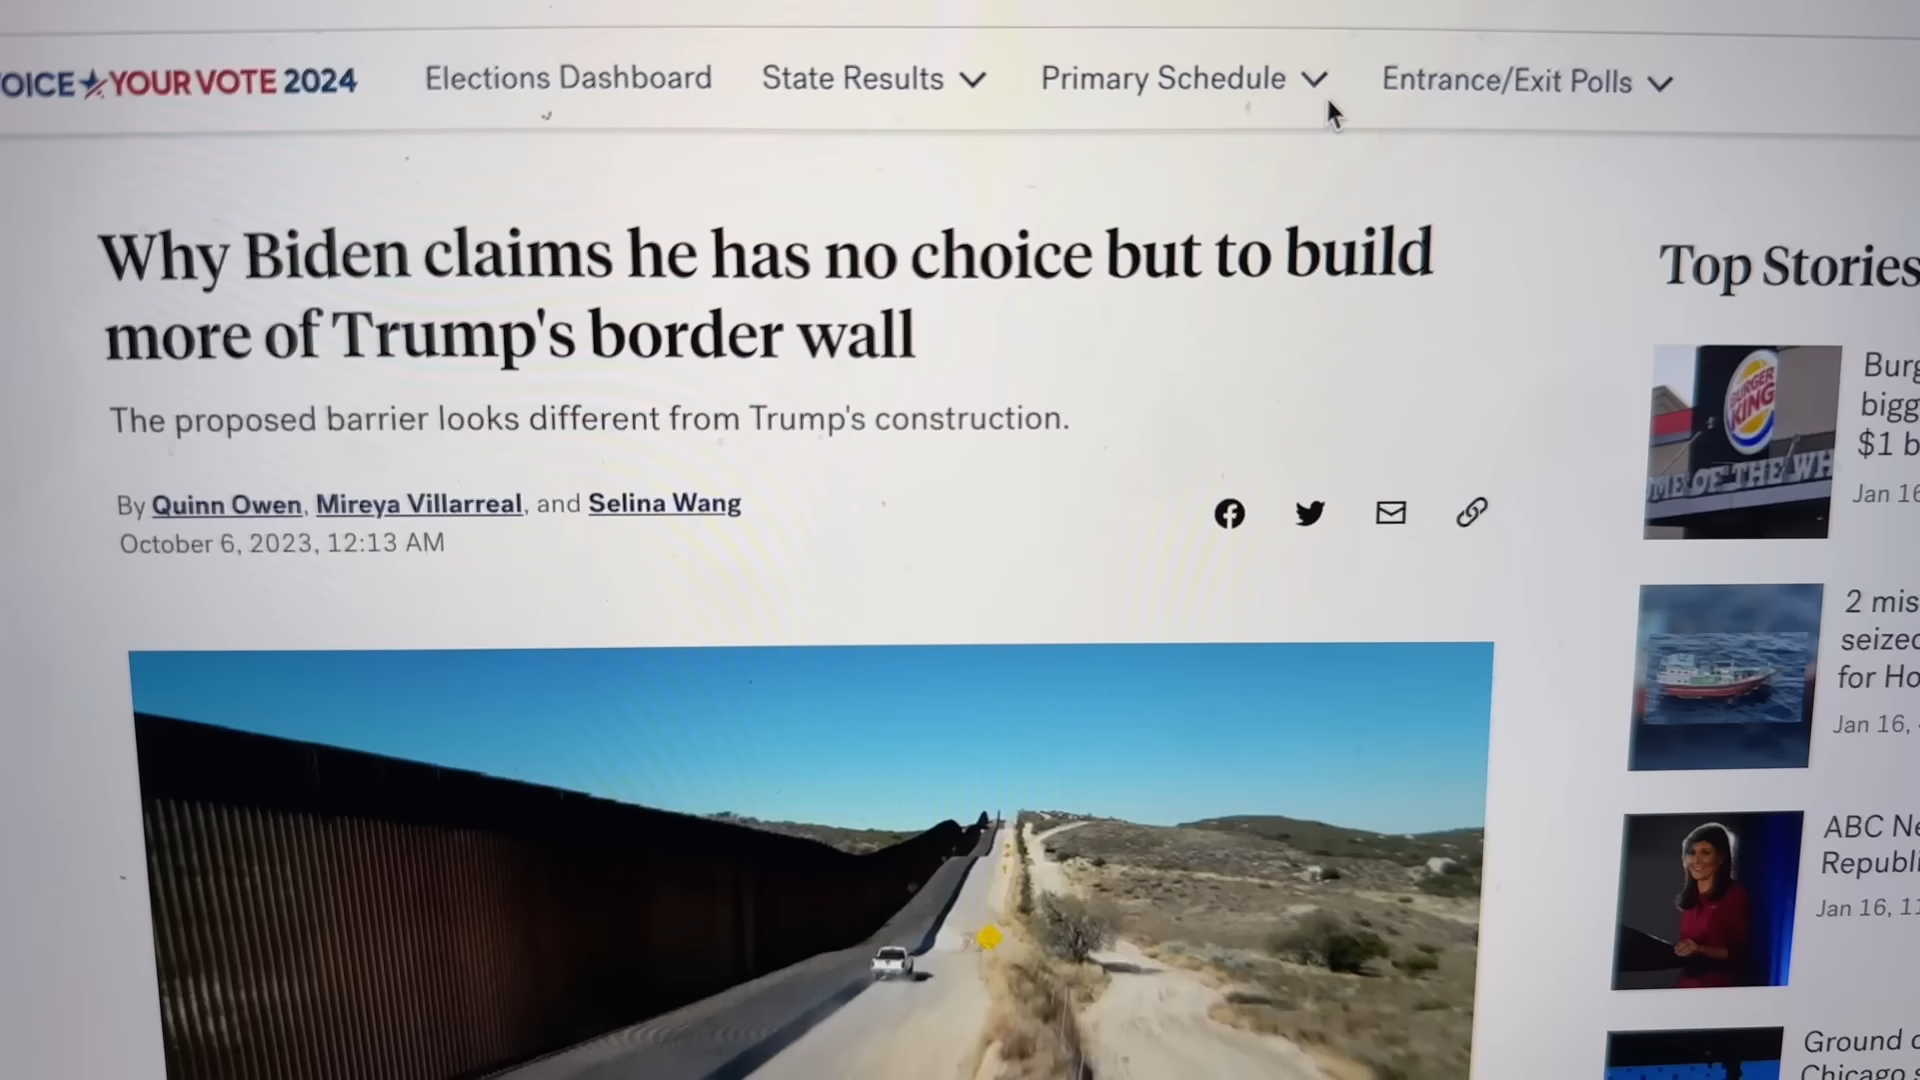 OICE YOUR VOTE 2024
Elections Dashboard
State Results
Primary Schedule
Entrance/Exit Polls
Why Biden claims he has no choice but to build
more of Trump's border wall
The proposed barrier looks different from Trump's construction.
By Quinn Owen, Mireya Villarreal, and Selina Wang
October 6, 2023, 12:13 AM
Top Stories
BURGER
KING
ME OF THE WH
Burg
bigg
$1 b
Jan 16
2 mis
seized
for Ho
Jan 16,
ABC Ne
Republi
Jan 16, 11
Ground
Chicago